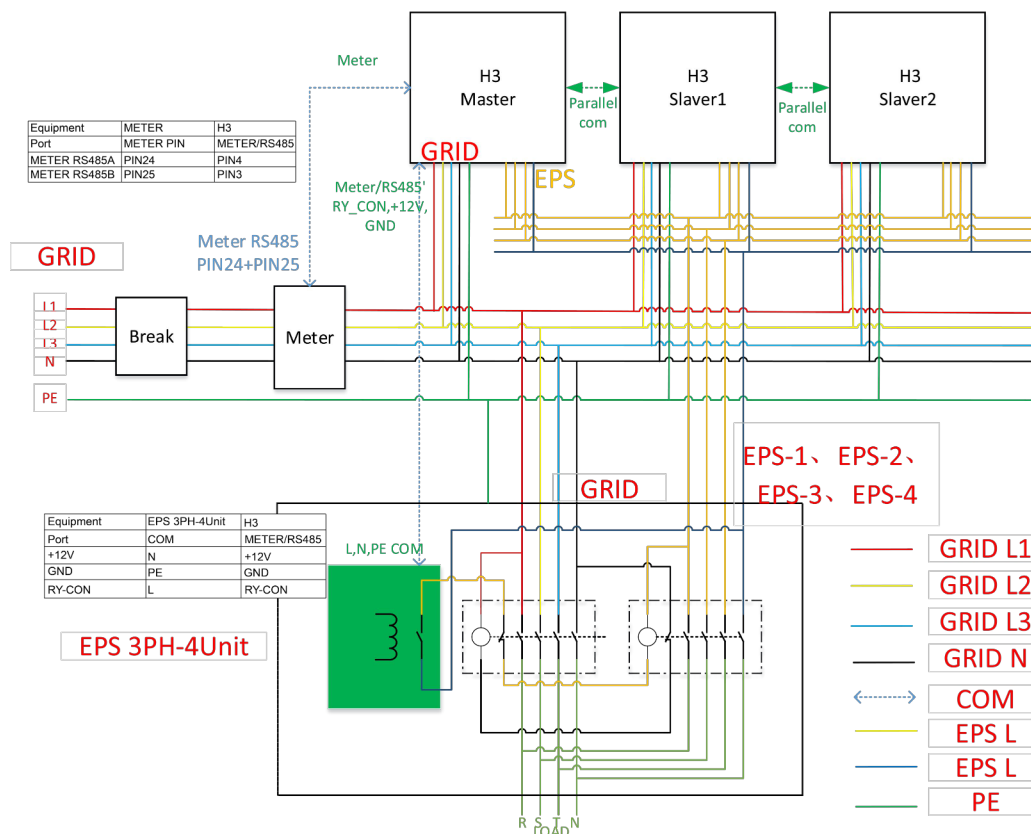 H3
Master
H3
Slaver1
H3
Slaver2
Meter
Parallel
com
Parallel
com
Equipment METER H3
Port METER PIN METER/RS485
METER RS485A PIN24 PIN4
METER RS485B PIN25 PIN3
GRID
EPS
Meter/RS485'
RY_CON,+12V,
GND
Meter RS485
PIN24+PIN25
GRID
L1
L2
L3
N
PE
Break
Meter
EPS-1、EPS-2、
EPS-3、EPS-4
GRID
Equipment EPS 3PH-4Unit H3
Port COM METER/RS485
+12V N +12V
GND PE GND
RY-CON L RY-CON
L,N,PE COM
EPS 3PH-4Unit
GRID L1
GRID L2
GRID L3
GRID N
COM
EPS L
EPS L
PE
R S T N
LOAD